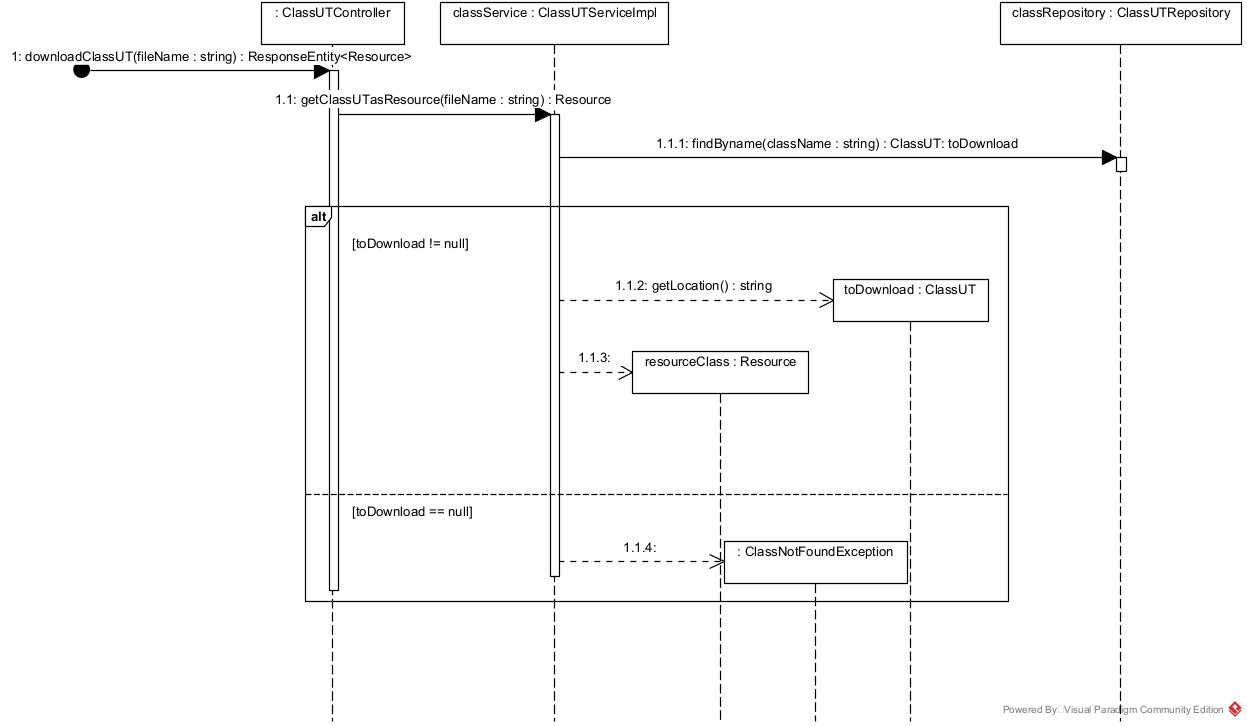 : ClassUTController
classService : ClassUTServiceImpl
classRepository : ClassUTRepository
1: downloadClassUT(fileName : string) : ResponseEntity<Resource>
1.1: getClassUTasResource(fileName : string) : Resource
1.1.1: findByname(className : string) : ClassUT: toDownload
alt
[toDownload != null]
1.1.2: getLocation() : string
toDownload : ClassUT
1.1.3:
resourceClass : Resource
[toDownload == null]
1.1.4:
: ClassNotFoundException
Powered By Visual Paradigm Community Edition